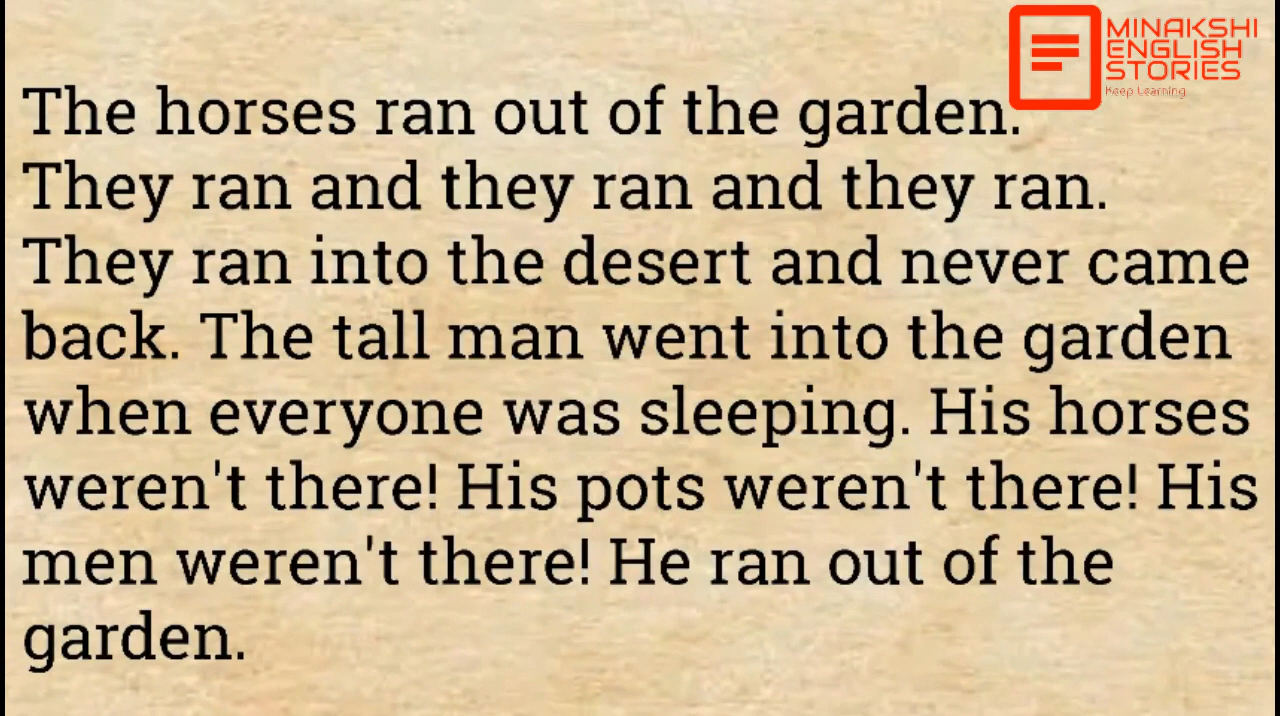 MINAKSHI
ENGLISH
STORIES
Keep Learning
The horses ran out of the garden.
They ran and they ran and they ran.
They ran into the desert and never came
back. The tall man went into the garden
when everyone was sleeping. His horses
weren't there! His pots weren't there! His
men weren't there! He ran out of the
garden.